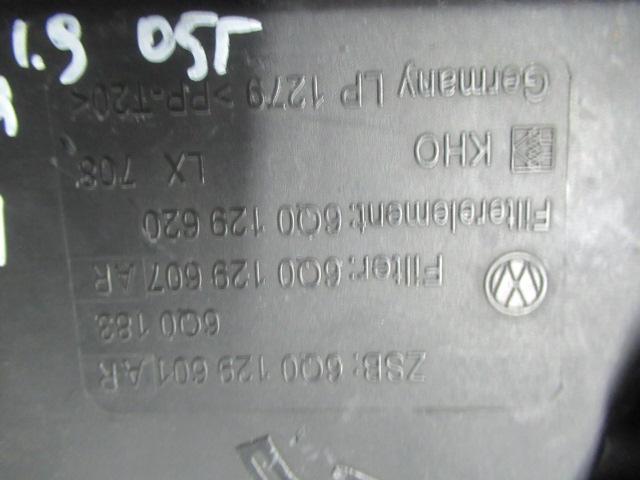 ZSB: 6Q0 129 601 AR
6Q0 183
Filter: 6Q0 129 607 AR
Filterelement: 6Q0 129 620
KHO LX 708
Germany LP 1279 >PP-T20<
1.9 05T